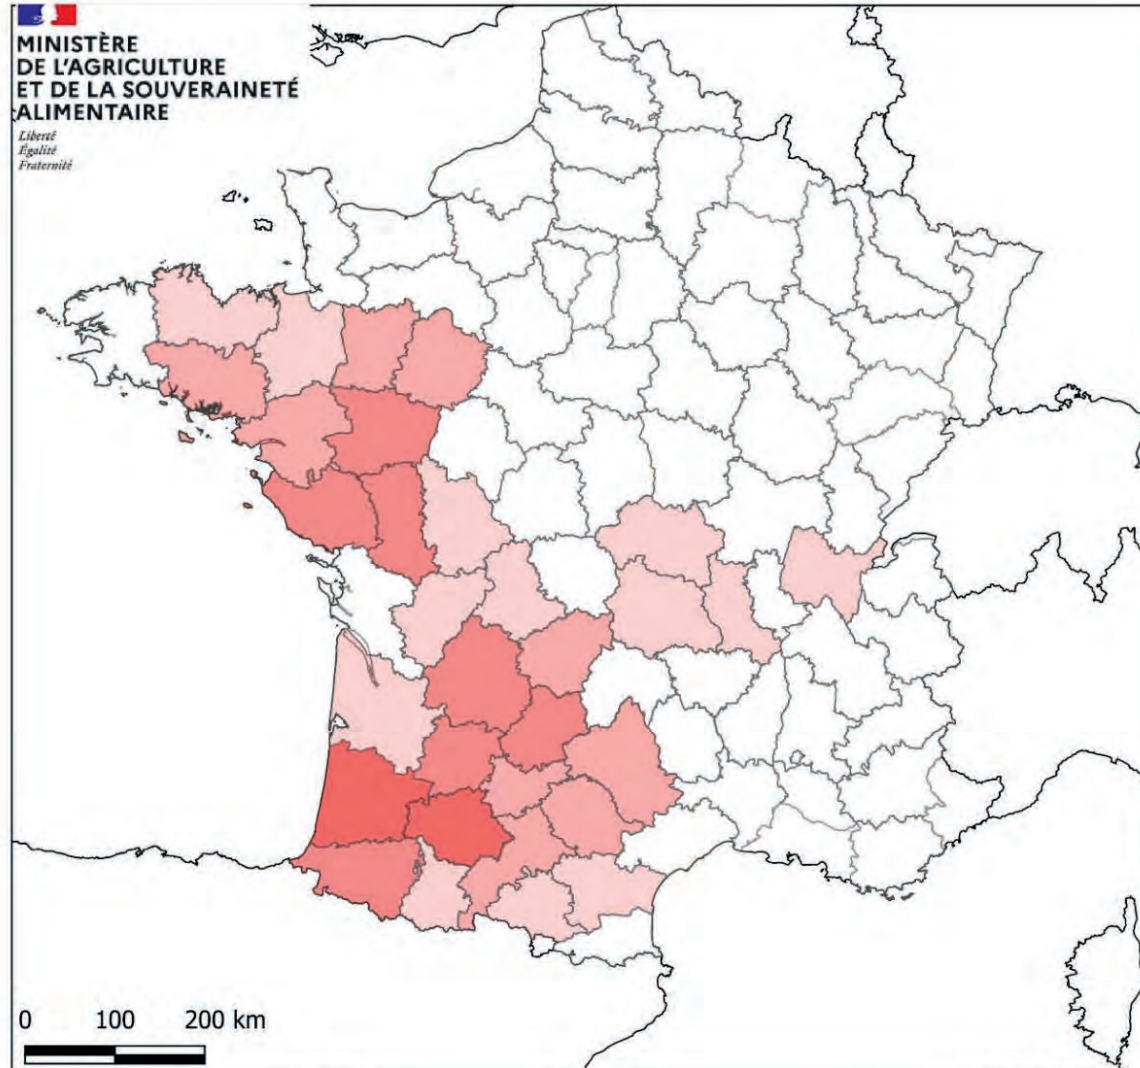 MINISTÈRE
DE L'AGRICULTURE
ET DE LA SOUVERAINETÉ
ALIMENTAIRE
Liberté
Égalité
Fraternité
0 100 200 km